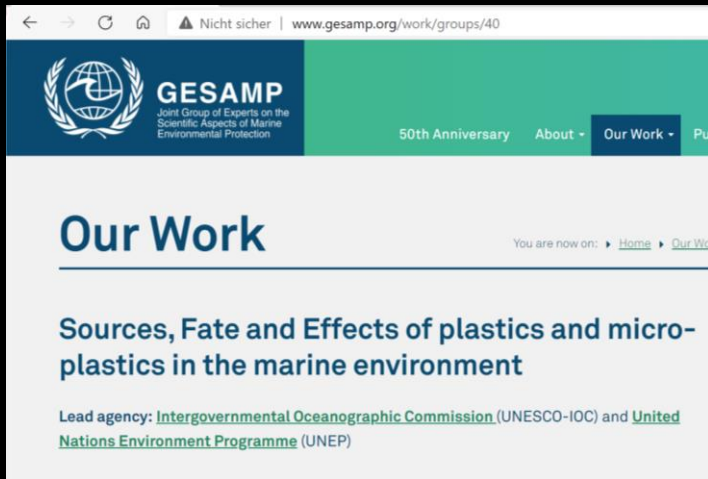 Nicht sicher | www.gesamp.org/work/groups/40
GESAMP
Joint Group of Experts on the
Scientific Aspects of Marine
Environmental Protection
50th Anniversary About Our Work Pu
Our Work
You are now on: Home Our Wo
Sources, Fate and Effects of plastics and micro-
plastics in the marine environment
Lead agency: Intergovernmental Oceanographic Commission (UNESCO-IOC) and United
Nations Environment Programme (UNEP)